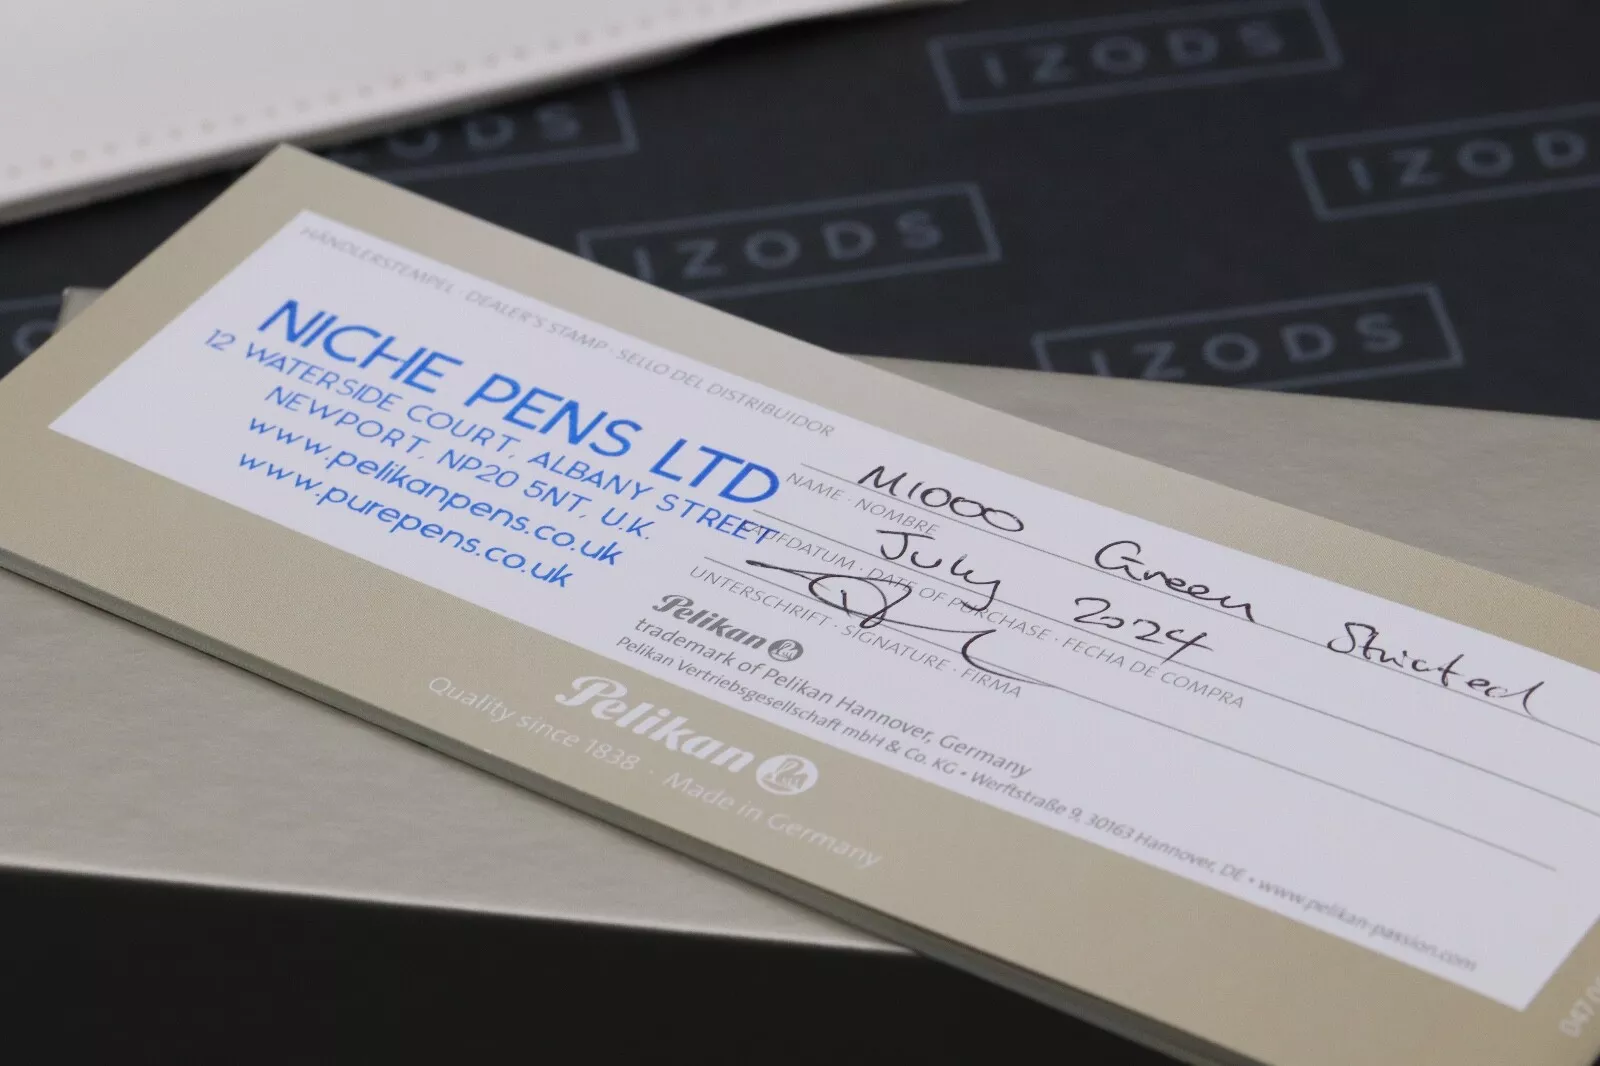 IZODS
IZODS
IZODS
IZODS
HÄNDLERSTEMPEL · DEALER'S STAMP · SELLO DEL DISTRIBUIDOR
NICHE PENS LTD
12 WATERSIDE COURT, ALBANY STREET
NEWPORT, NP20 5NT, U.K.
www.pelikanpens.co.uk
www.purepens.co.uk
M1000 Green Stricted
NAME · NOMBRE
July 2024
KAUFDATUM · DATE OF PURCHASE · FECHA DE COMPRA
UNTERSCHRIFT · SIGNATURE · FIRMA
Pelikan
trademark of Pelikan Hannover, Germany
Pelikan Vertriebsgesellschaft mbH & Co. KG • Werftstraße 9, 30163 Hannover, DE • www.pelikan-passion.com
Pelikan
Quality since 1838 · Made in Germany